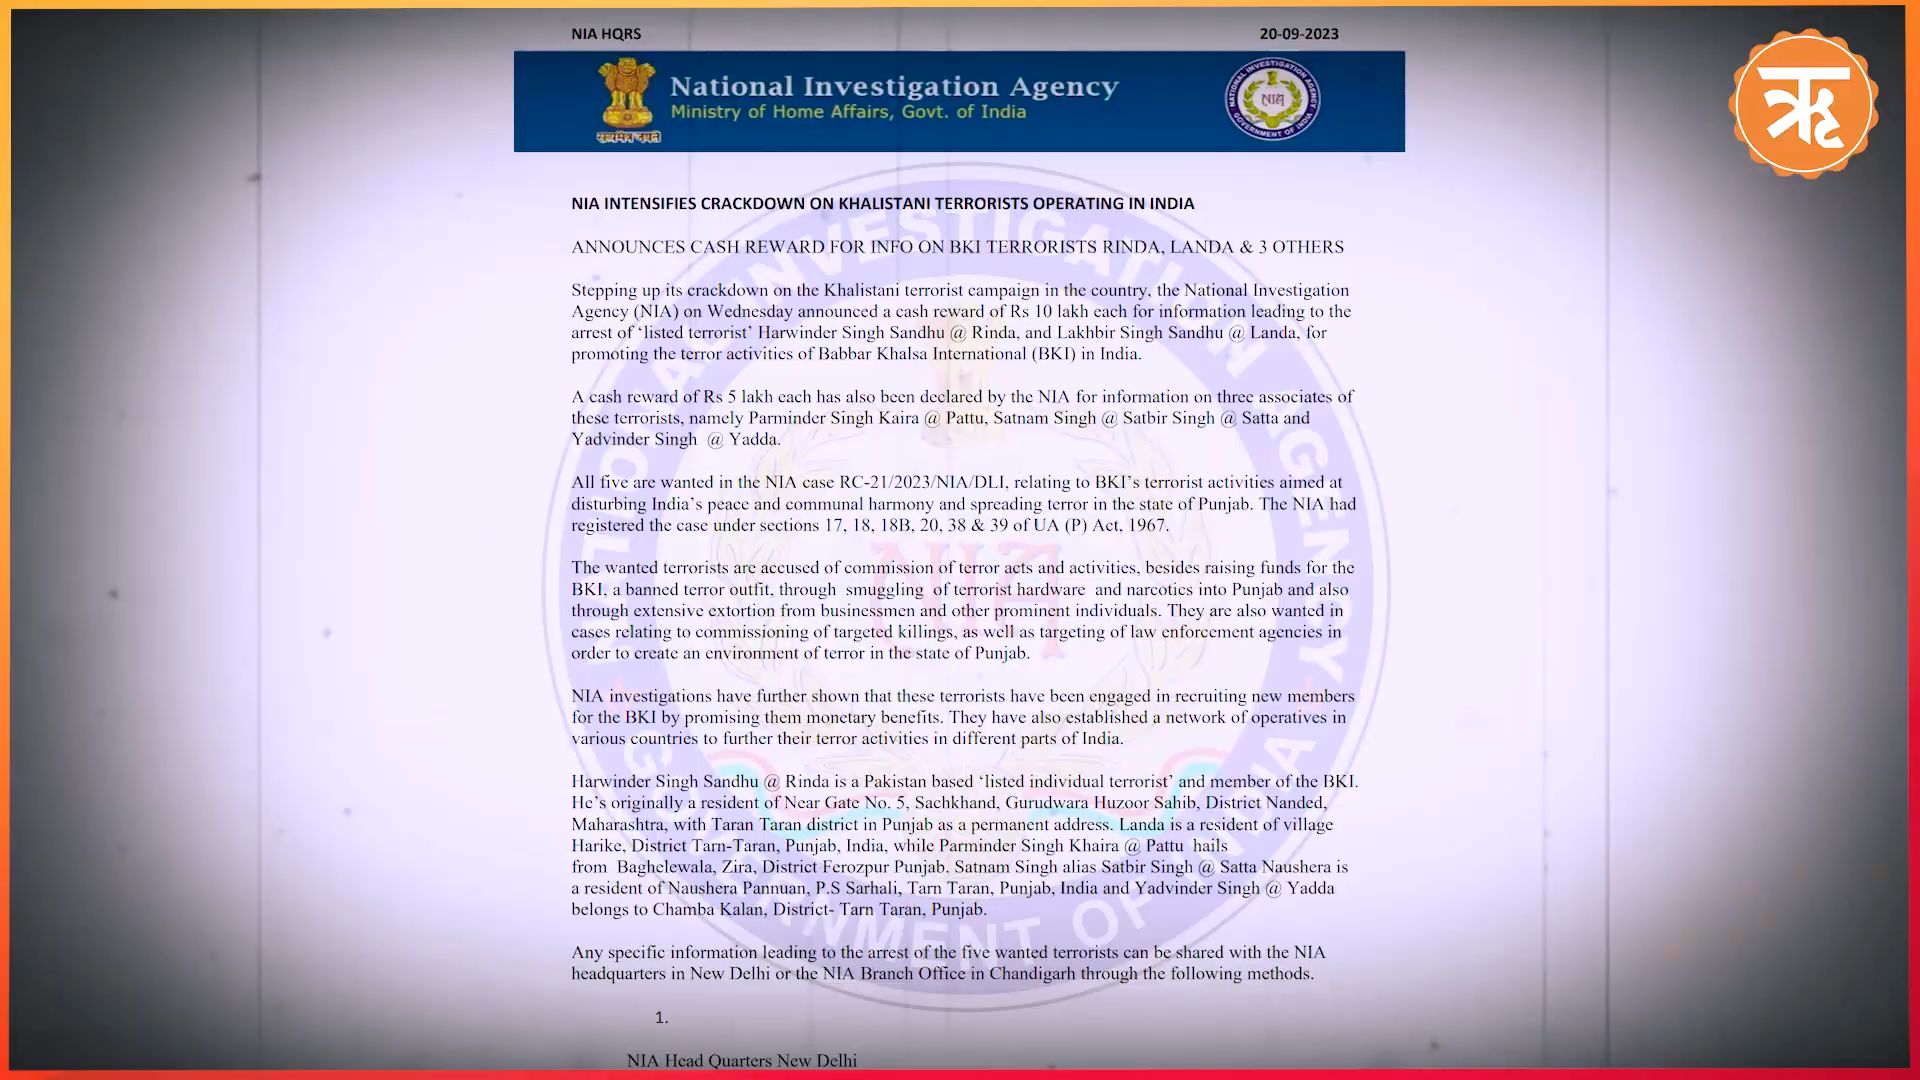 NIA HQRS 20-09-2023
National Investigation Agency
Ministry of Home Affairs, Govt. of India
सत्यमेव जयते
NATIONAL INVESTIGATION AGENCY
NIA
GOVERNMENT OF INDIA
ऋ
NIA INTENSIFIES CRACKDOWN ON KHALISTANI TERRORISTS OPERATING IN INDIA
ANNOUNCES CASH REWARD FOR INFO ON BKI TERRORISTS RINDA, LANDA & 3 OTHERS
Stepping up its crackdown on the Khalistani terrorist campaign in the country, the National Investigation
Agency (NIA) on Wednesday announced a cash reward of Rs 10 lakh each for information leading to the
arrest of ‘listed terrorist’ Harwinder Singh Sandhu @ Rinda, and Lakhbir Singh Sandhu @ Landa, for
promoting the terror activities of Babbar Khalsa International (BKI) in India.
A cash reward of Rs 5 lakh each has also been declared by the NIA for information on three associates of
these terrorists, namely Parminder Singh Kaira @ Pattu, Satnam Singh @ Satbir Singh @ Satta and
Yadvinder Singh @ Yadda.
All five are wanted in the NIA case RC-21/2023/NIA/DLI, relating to BKI’s terrorist activities aimed at
disturbing India’s peace and communal harmony and spreading terror in the state of Punjab. The NIA had
registered the case under sections 17, 18, 18B, 20, 38 & 39 of UA (P) Act, 1967.
The wanted terrorists are accused of commission of terror acts and activities, besides raising funds for the
BKI, a banned terror outfit, through smuggling of terrorist hardware and narcotics into Punjab and also
through extensive extortion from businessmen and other prominent individuals. They are also wanted in
cases relating to commissioning of targeted killings, as well as targeting of law enforcement agencies in
order to create an environment of terror in the state of Punjab.
NIA investigations have further shown that these terrorists have been engaged in recruiting new members
for the BKI by promising them monetary benefits. They have also established a network of operatives in
various countries to further their terror activities in different parts of India.
Harwinder Singh Sandhu @ Rinda is a Pakistan based ‘listed individual terrorist’ and member of the BKI.
He’s originally a resident of Near Gate No. 5, Sachkhand, Gurudwara Huzoor Sahib, District Nanded,
Maharashtra, with Taran Taran district in Punjab as a permanent address. Landa is a resident of village
Harike, District Tarn-Taran, Punjab, India, while Parminder Singh Khaira @ Pattu hails
from Baghelewala, Zira, District Ferozpur Punjab. Satnam Singh alias Satbir Singh @ Satta Naushera is
a resident of Naushera Pannuan, P.S Sarhali, Tarn Taran, Punjab, India and Yadvinder Singh @ Yadda
belongs to Chamba Kalan, District- Tarn Taran, Punjab.
Any specific information leading to the arrest of the five wanted terrorists can be shared with the NIA
headquarters in New Delhi or the NIA Branch Office in Chandigarh through the following methods.
1.
NIA Head Quarters New Delhi
NATIONAL INVESTIGATION AGENCY
NIA
GOVERNMENT OF INDIA